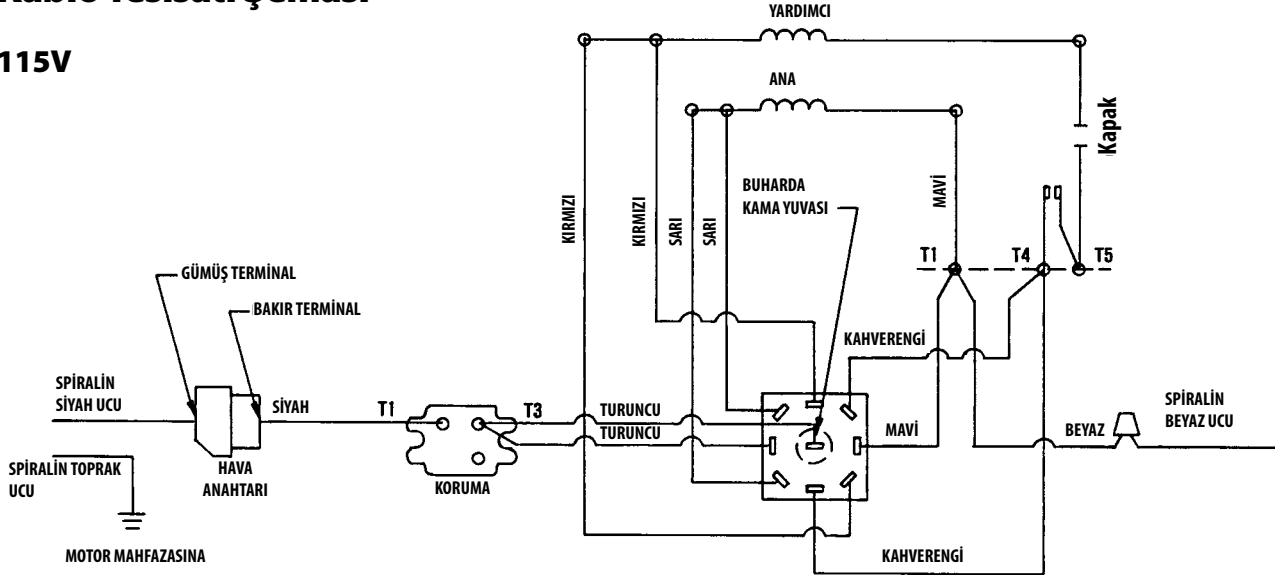 Kablo Tesisatı Şeması
115V
YARDIMCI
ANA
Kapak
KIRMIZI
KIRMIZI
SARI
SARI
BUHARDA
KAMA YUVASI
MAVİ
T1
T4
T5
GÜMÜŞ TERMİNAL
BAKIR TERMİNAL
KAHVERENGİ
SPİRALİN
SİYAH UCU
SİYAH
T1
T3
TURUNCU
TURUNCU
MAVİ
BEYAZ
SPİRALİN
BEYAZ UCU
SPİRALİN TOPRAK
UCU
HAVA
ANAHTARI
KORUMA
MOTOR MAHFAZASINA
KAHVERENGİ